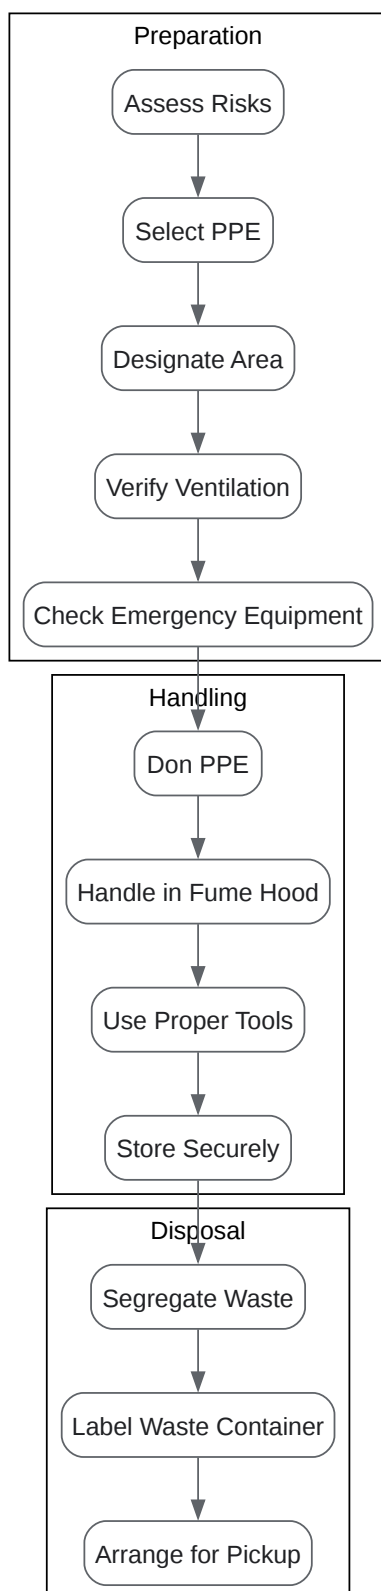 Preparation
Assess Risks
Select PPE
Designate Area
Verify Ventilation
Check Emergency Equipment
Handling
Don PPE
Handle in Fume Hood
Use Proper Tools
Store Securely
Disposal
Segregate Waste
Label Waste Container
Arrange for Pickup